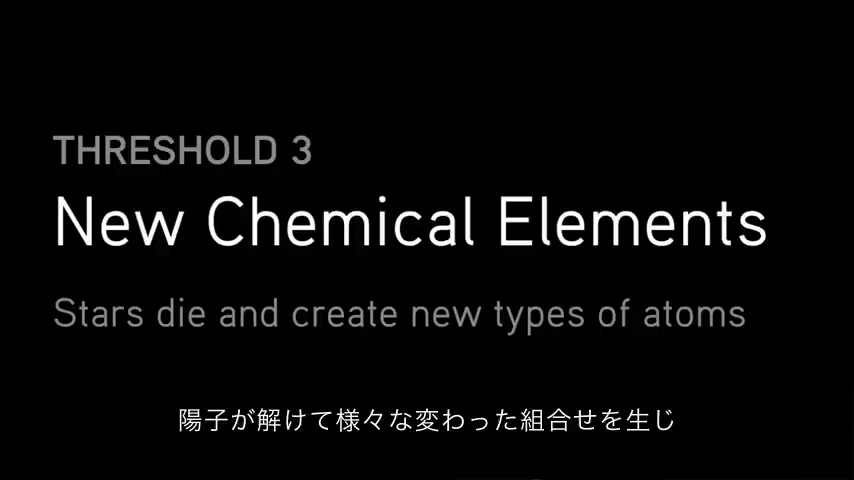 THRESHOLD 3
New Chemical Elements
Stars die and create new types of atoms
陽子が解けて様々な変わった組合せを生じ